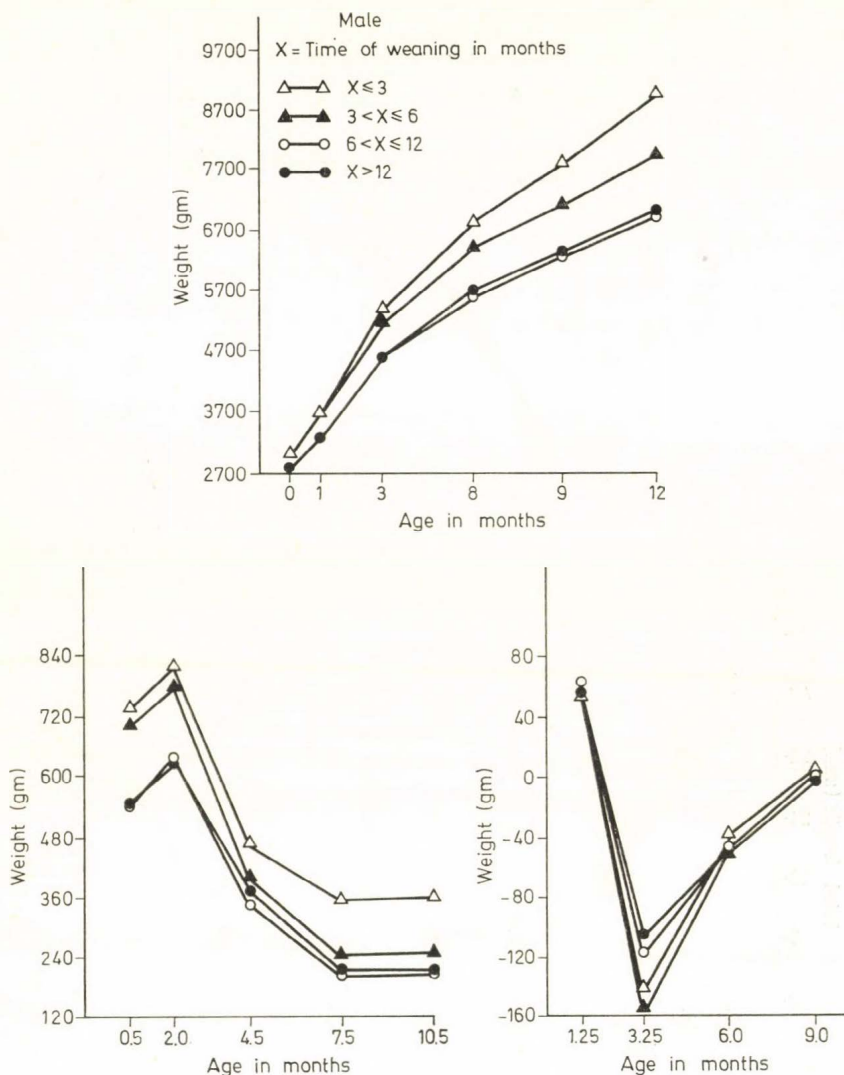 Male
X = Time of weaning in months
X ≤ 3
3 < X ≤ 6
6 < X ≤ 12
X > 12
9700
8700
7700
6700
5700
4700
3700
2700
Weight (gm)
0 1 3 8 9 12
Age in months
840
720
600
480
360
240
120
Weight (gm)
0.5 2.0 4.5 7.5 10.5
Age in months
80
40
0
-40
-80
-120
-160
Weight (gm)
1.25 3.25 6.0 9.0
Age in months